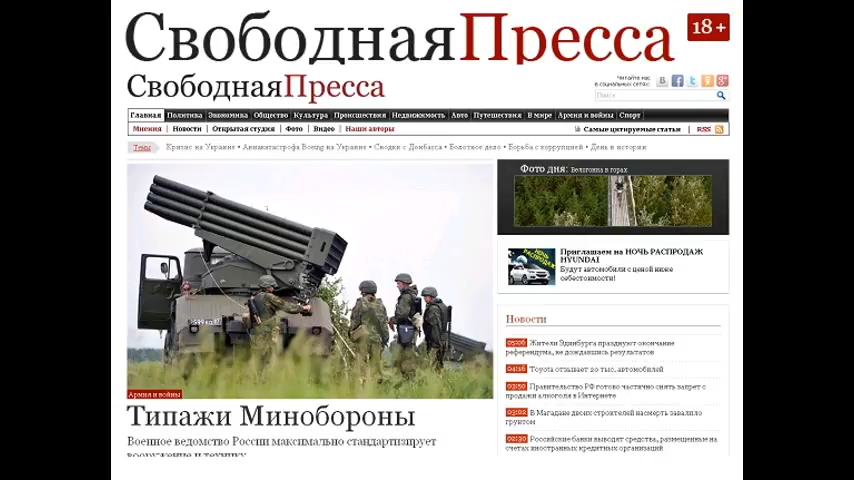 СвободнаяПресса
18+
СвободнаяПресса
Читайте нас
в социальных сетях:
Поиск
Главная Политика Экономика Общество Культура Происшествия Недвижимость Авто Путешествия В мире Армия и войны Спорт
Мнения Новости Открытая студия Фото Видео Наши авторы Самые цитируемые статьи RSS
Темы Кризис на Украине • Авиакатастрофа Boeing на Украине • Сводки с Донбасса • Болотное дело • Борьба с коррупцией • День в истории
Фото дня: Велогонка в горах
НОЧЬ
РАСПРОДАЖ
Приглашаем на НОЧЬ РАСПРОДАЖ
HYUNDAI
Будут автомобили с ценой ниже
себестоимости!
Новости
05:06 Жители Эдинбурга празднуют окончание
референдума, не дождавшись результатов
04:16 Toyota отзывает 20 тыс. автомобилей
03:50 Правительство РФ готово частично снять запрет с
продажи алкоголя в Интернете
03:02 В Магадане двоих строителей насмерть завалило
грунтом
02:30 Российские банки выводят средства, размещенные на
счетах иностранных кредитных организаций
Армия и войны
Типажи Минобороны
Военное ведомство России максимально стандартизирует
вооружение и технику